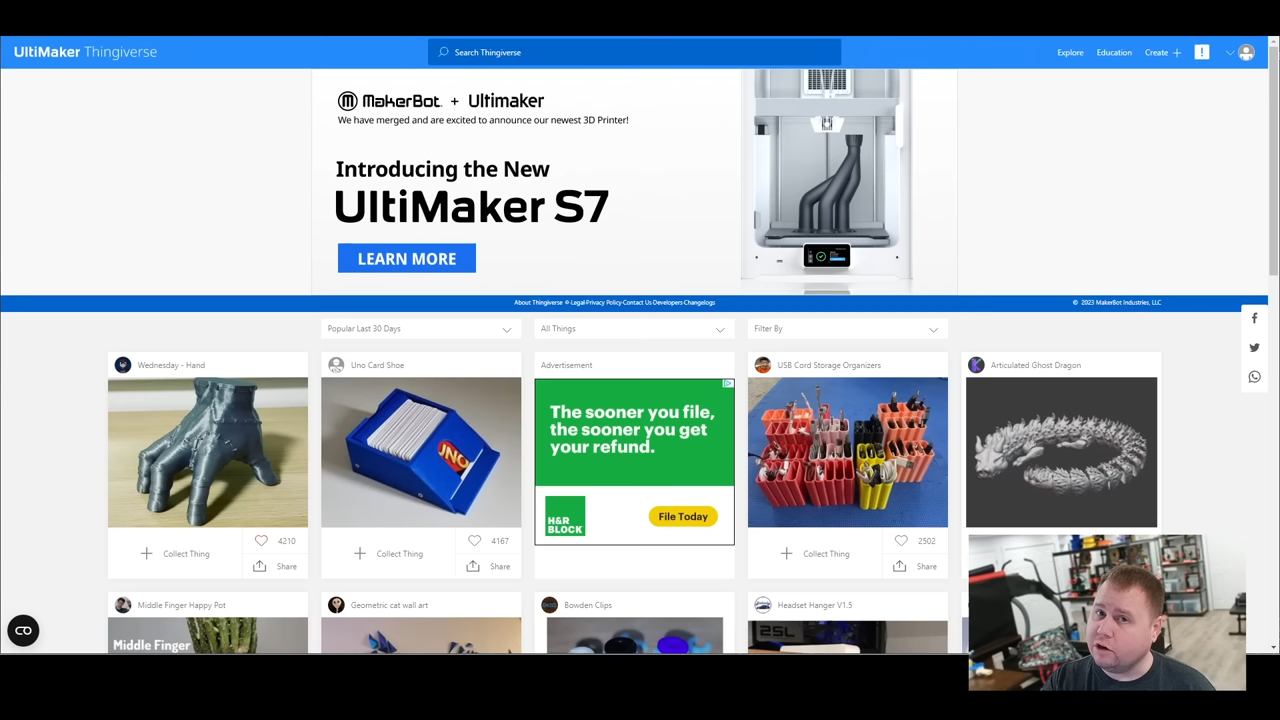 UltiMaker Thingiverse
Search Thingiverse
Explore
Education
Create
MakerBot + Ultimaker
We have merged and are excited to announce our newest 3D Printer!
Introducing the New
UltiMaker S7
LEARN MORE
About Thingiverse ®·Legal·Privacy Policy·Contact Us·Developers·Changelogs
© 2023 MakerBot Industries, LLC
Popular Last 30 Days
All Things
Filter By
Wednesday - Hand
Uno Card Shoe
Advertisement
USB Cord Storage Organizers
Articulated Ghost Dragon
UNO
The sooner you file,
the sooner you get
your refund.
H&R
BLOCK
File Today
Collect Thing
4210
Share
Collect Thing
4167
Share
Collect Thing
2502
Share
Middle Finger Happy Pot
Geometric cat wall art
Bowden Clips
Headset Hanger V1.5
Middle Finger
25L